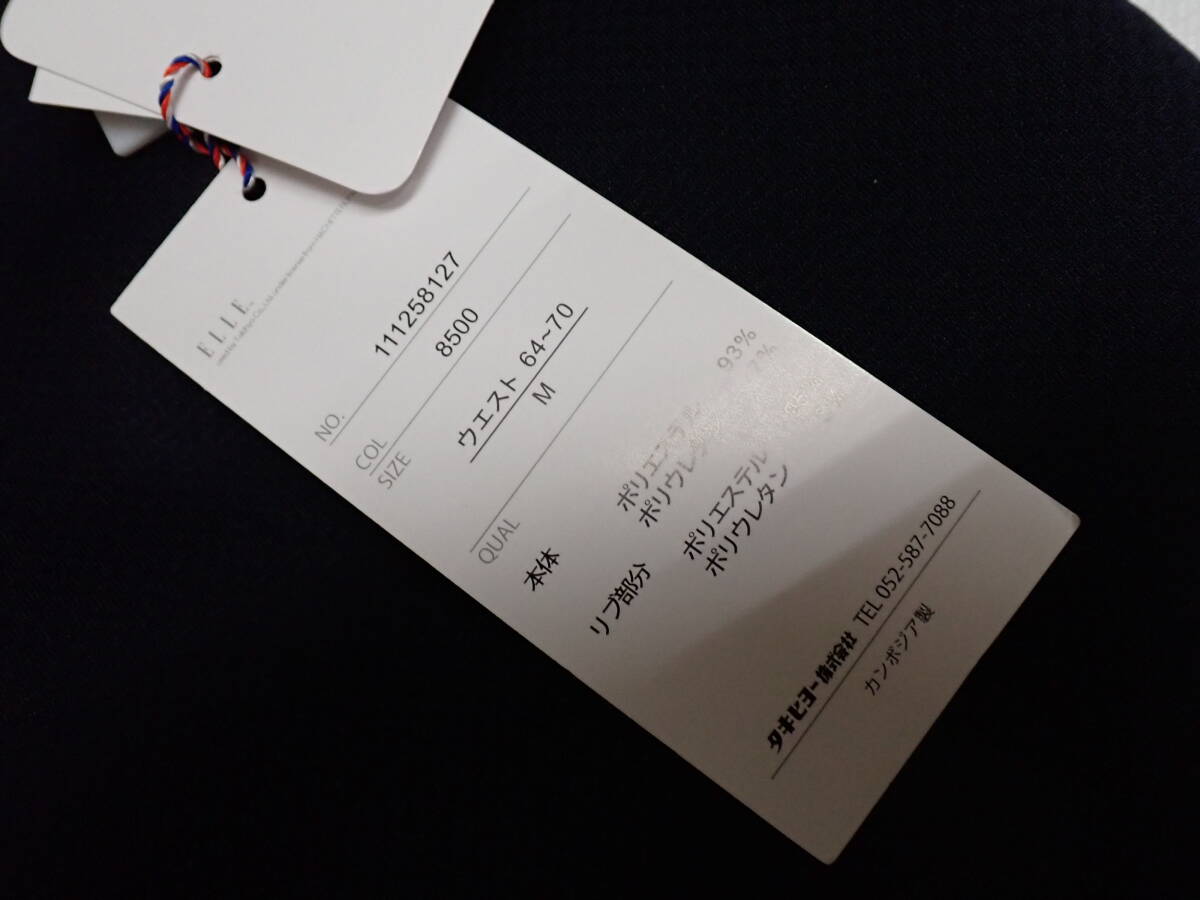 ELLE
NO. 111258127
COL 8500
SIZE ウエスト 64~70
M
QUAL
本体 ポリエステル 93%
ポリウレタン
リブ部分 ポリエステル
ポリウレタン
タキヒヨー株式会社 TEL 052-587-7088
カンボジア製